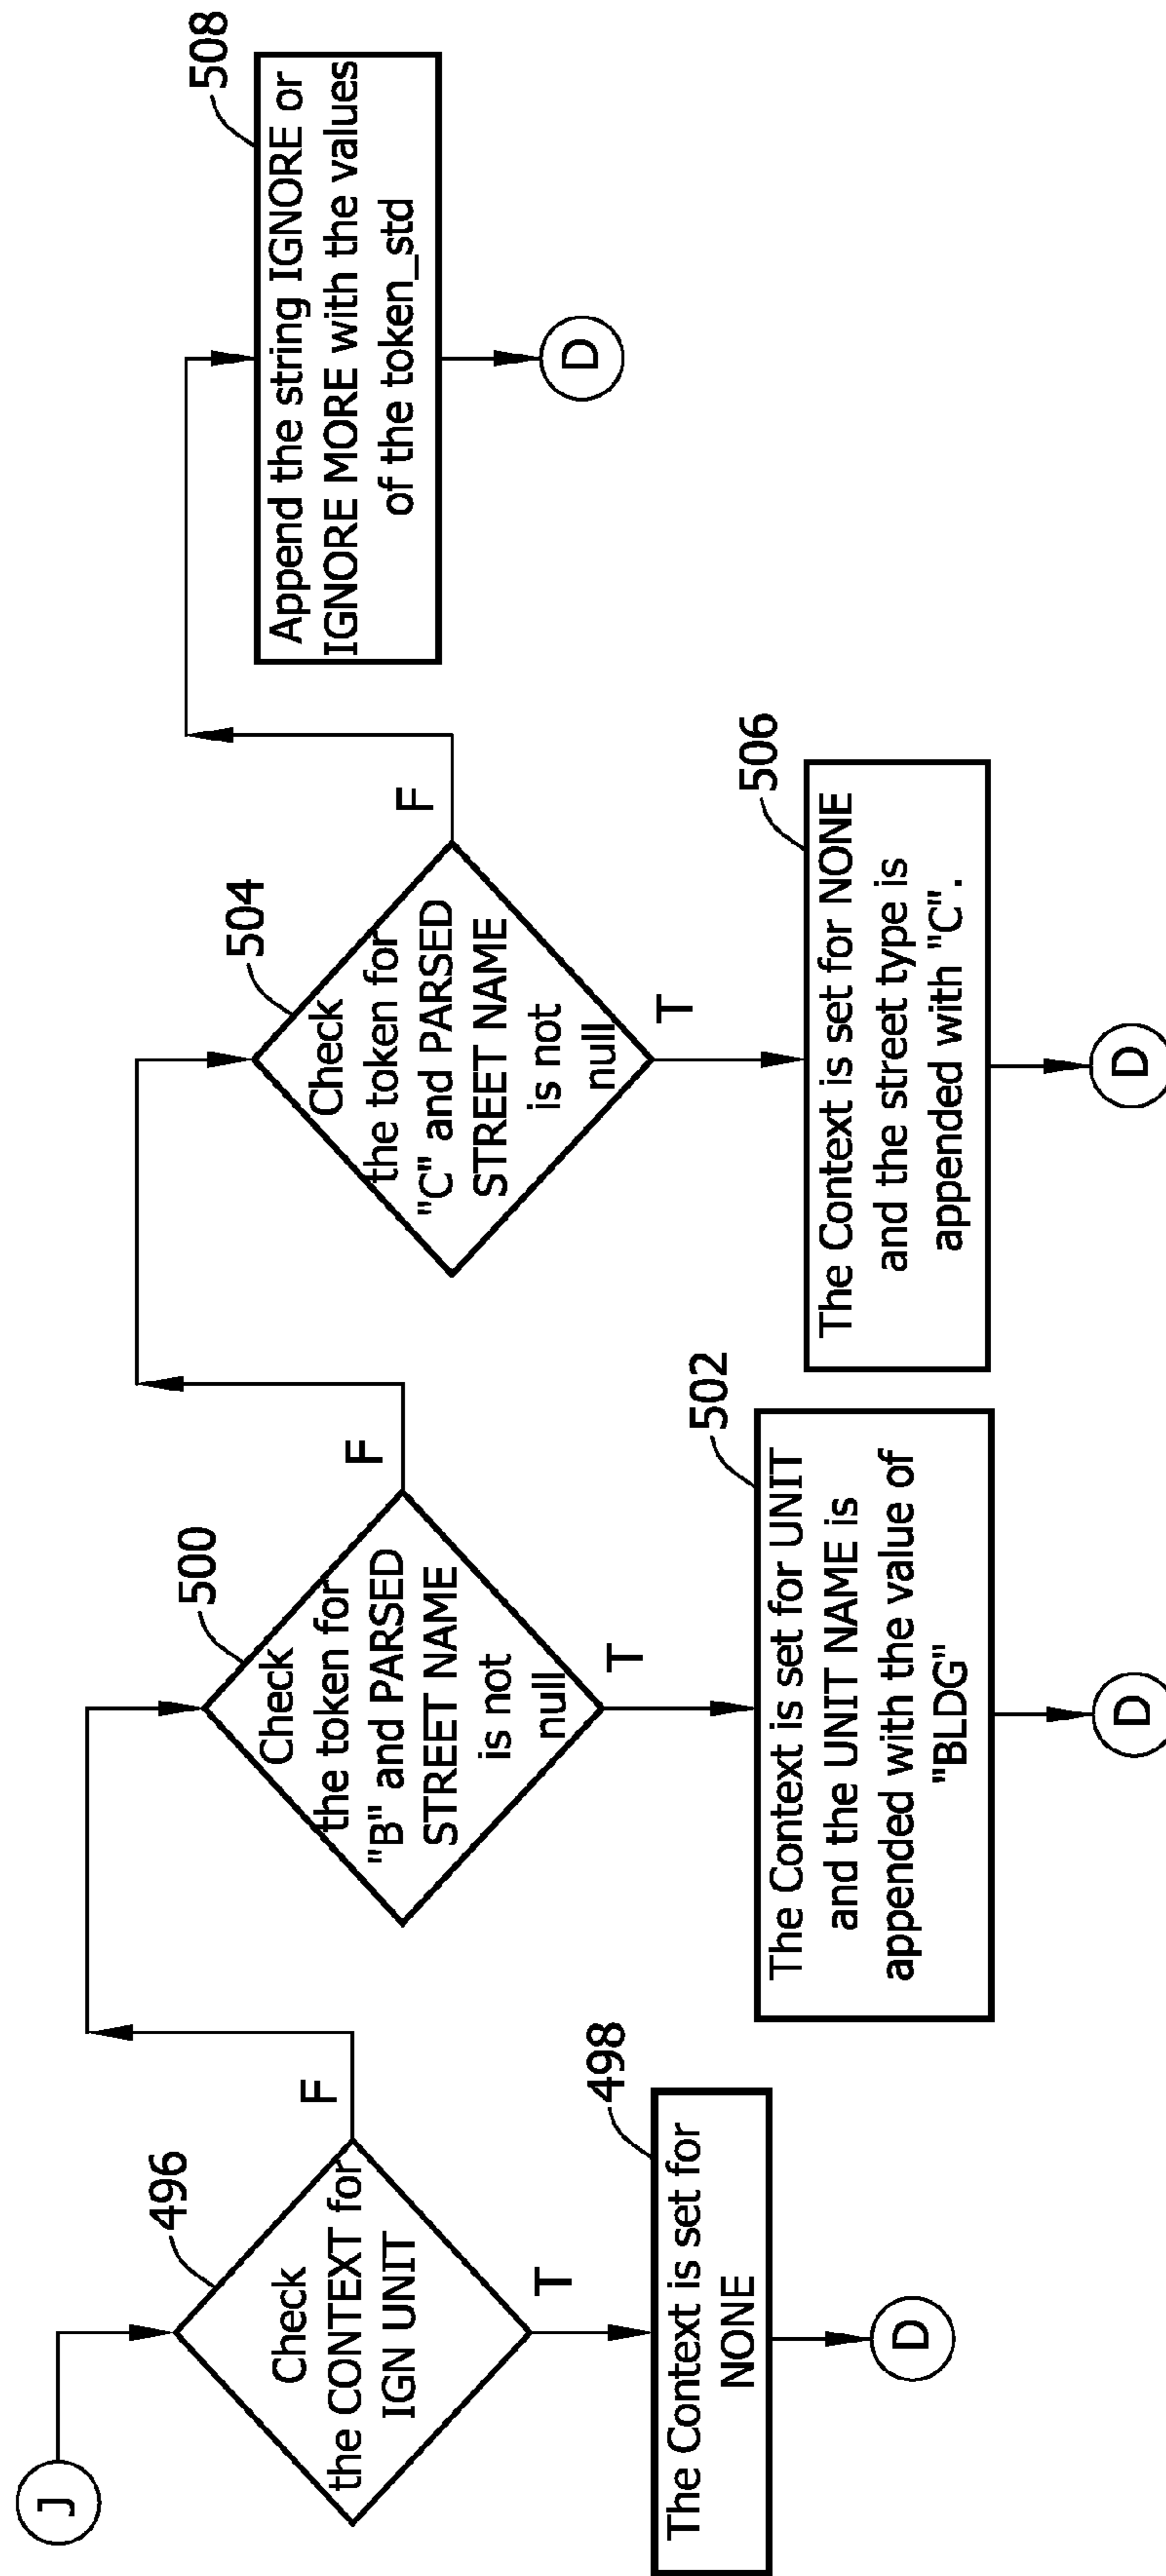 J
496
Check
the CONTEXT for
IGN UNIT
F
T
498
The Context is set for
NONE
D
500
Check
the token for
"B" and PARSED
STREET NAME
is not
null
F
T
502
The Context is set for UNIT
and the UNIT NAME is
appended with the value of
"BLDG"
D
504
Check
the token for
"C" and PARSED
STREET NAME
is not
null
F
T
506
The Context is set for NONE
and the street type is
appended with "C".
D
508
Append the string IGNORE or
IGNORE MORE with the values
of the token_std
D